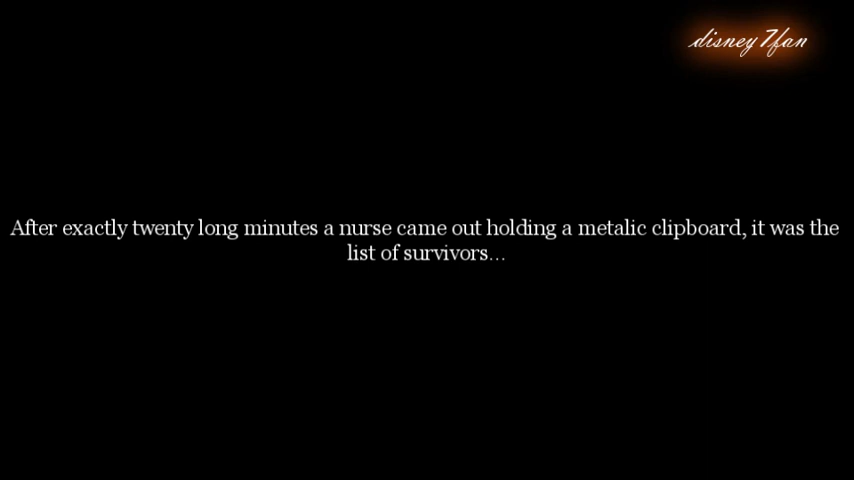 disney7fan
After exactly twenty long minutes a nurse came out holding a metalic clipboard, it was the
list of survivors...